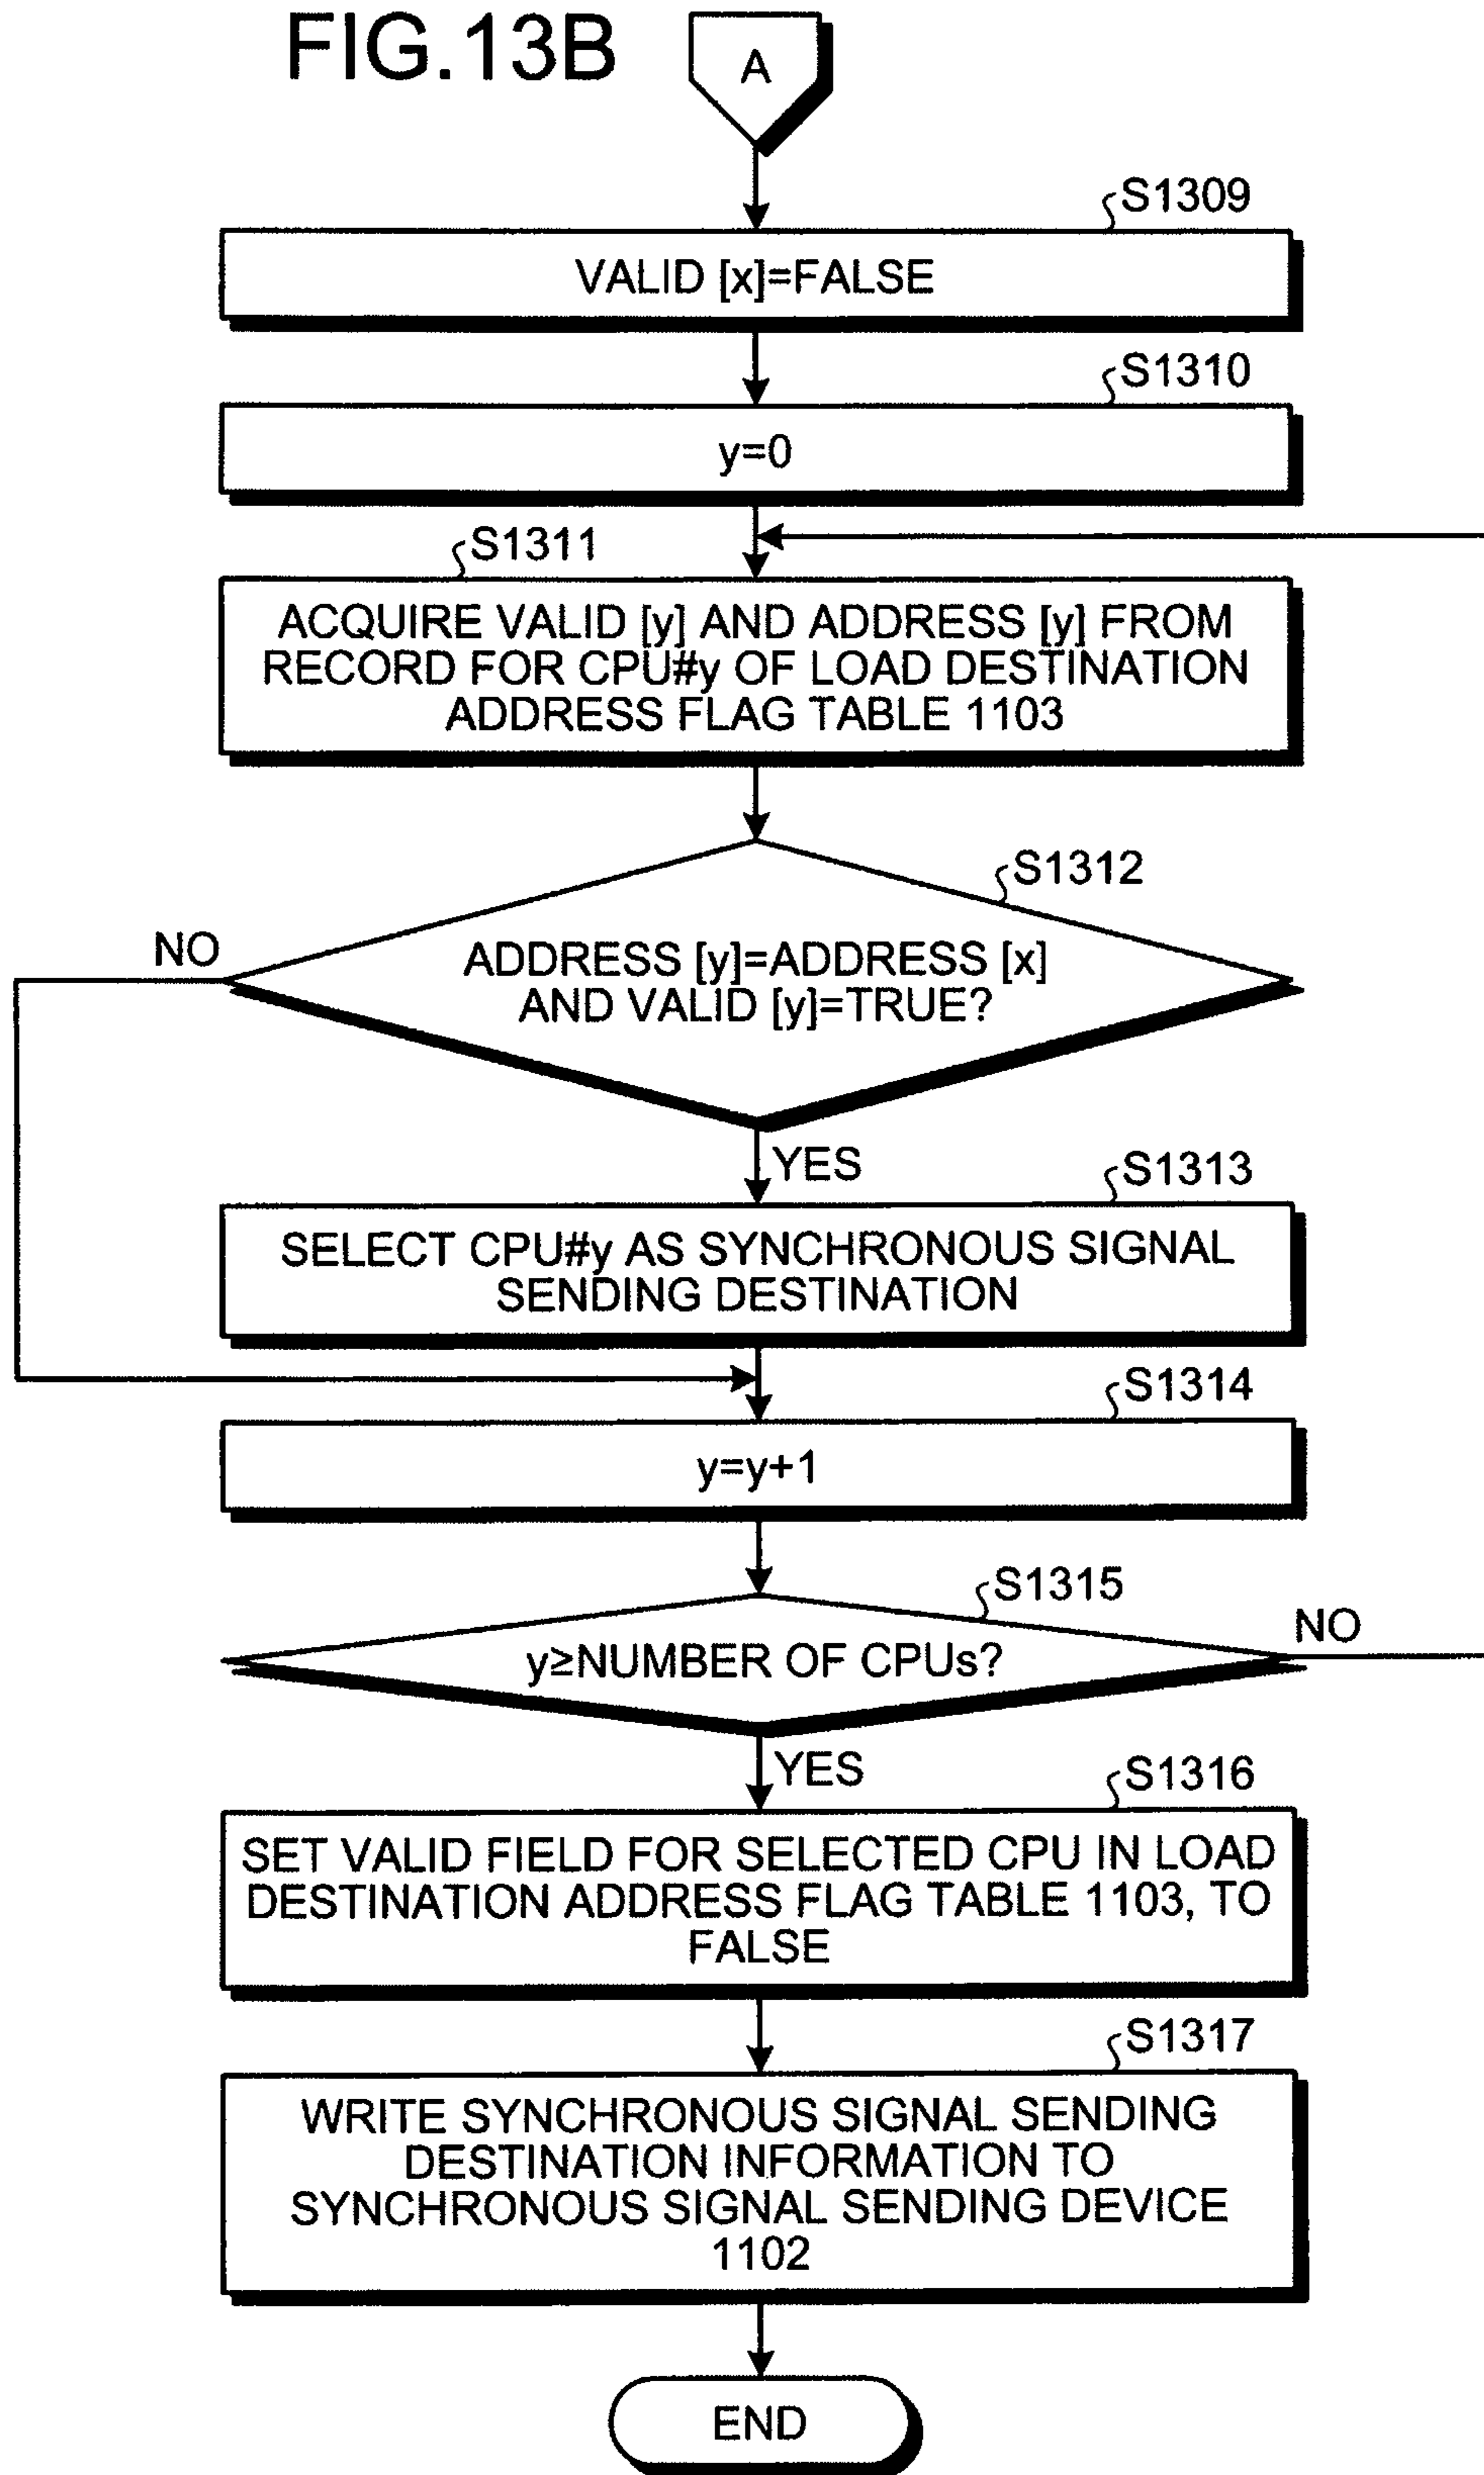 FIG.13B
A
S1309
VALID [x]=FALSE
S1310
y=0
S1311
ACQUIRE VALID [y] AND ADDRESS [y] FROM
RECORD FOR CPU#y OF LOAD DESTINATION
ADDRESS FLAG TABLE 1103
S1312
NO
ADDRESS [y]=ADDRESS [x]
AND VALID [y]=TRUE?
YES
S1313
SELECT CPU#y AS SYNCHRONOUS SIGNAL
SENDING DESTINATION
S1314
y=y+1
S1315
NO
y≥NUMBER OF CPUs?
YES
S1316
SET VALID FIELD FOR SELECTED CPU IN LOAD
DESTINATION ADDRESS FLAG TABLE 1103, TO
FALSE
S1317
WRITE SYNCHRONOUS SIGNAL SENDING
DESTINATION INFORMATION TO
SYNCHRONOUS SIGNAL SENDING DEVICE
1102
END